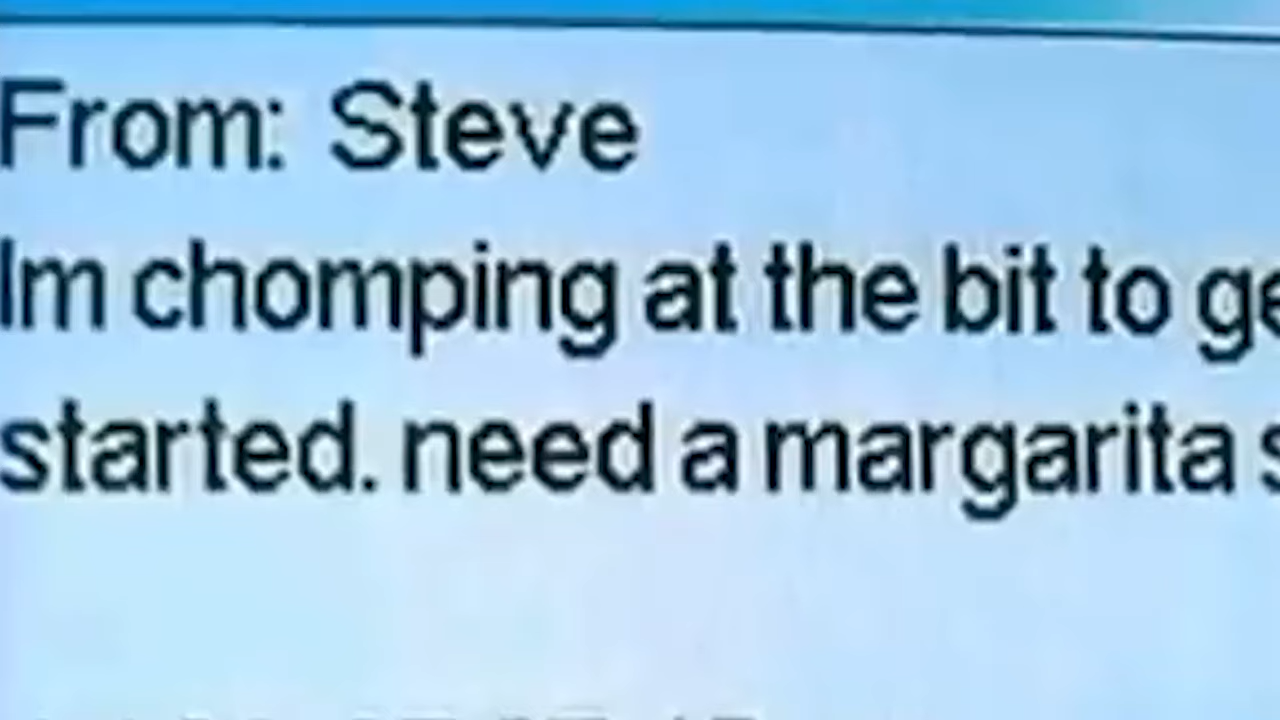 From: Steve
Im chomping at the bit to ge
started. need a margarita s